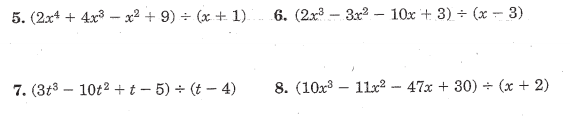 5. (2x⁴ + 4x³ − x² + 9) ÷ (x + 1) 6. (2x³ − 3x² − 10x + 3) ÷ (x − 3)
7. (3t³ − 10t² + t − 5) ÷ (t − 4) 8. (10x³ − 11x² − 47x + 30) ÷ (x + 2)